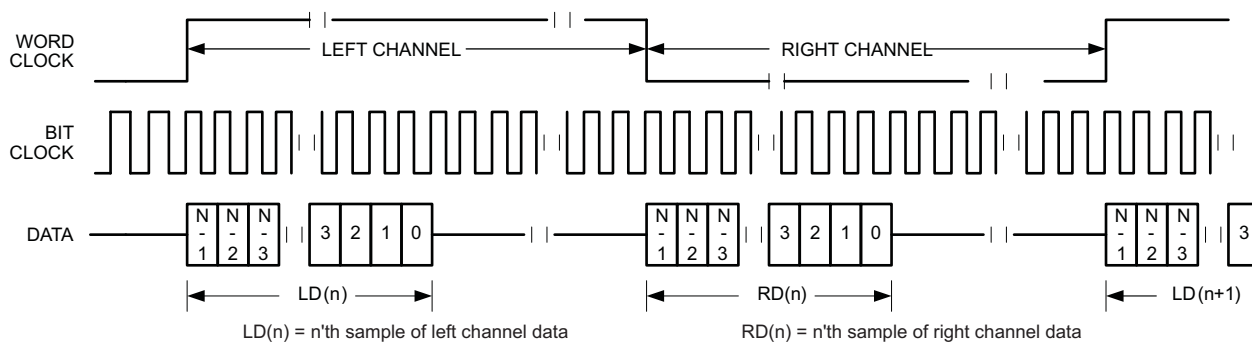 WORD
CLOCK
LEFT CHANNEL
RIGHT CHANNEL
BIT
CLOCK
DATA
N
-
1
N
-
2
N
-
3
3
2
1
0
N
-
1
N
-
2
N
-
3
3
2
1
0
N
-
1
N
-
2
N
-
3
3
LD(n)
RD(n)
LD(n+1)
LD(n) = n'th sample of left channel data
RD(n) = n'th sample of right channel data